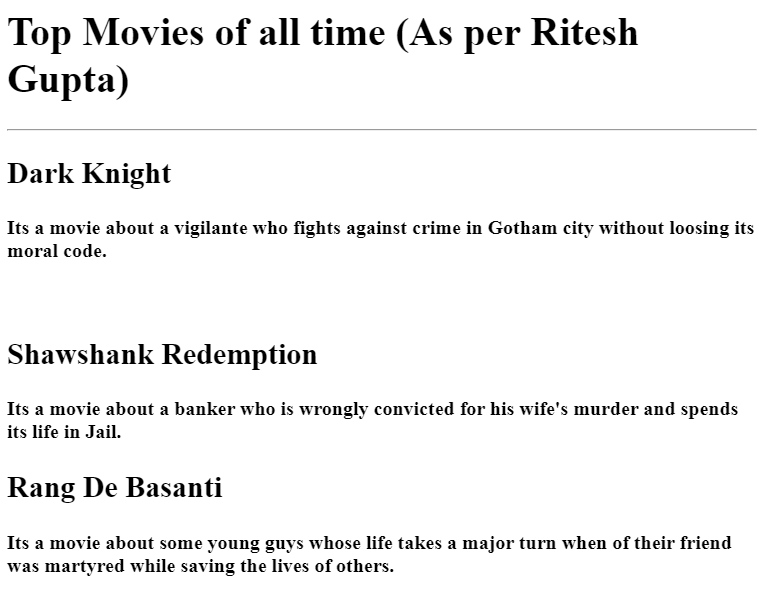 Top Movies of all time (As per Ritesh
Gupta)
Dark Knight
Its a movie about a vigilante who fights against crime in Gotham city without loosing its
moral code.
Shawshank Redemption
Its a movie about a banker who is wrongly convicted for his wife's murder and spends
its life in Jail.
Rang De Basanti
Its a movie about some young guys whose life takes a major turn when of their friend
was martyred while saving the lives of others.